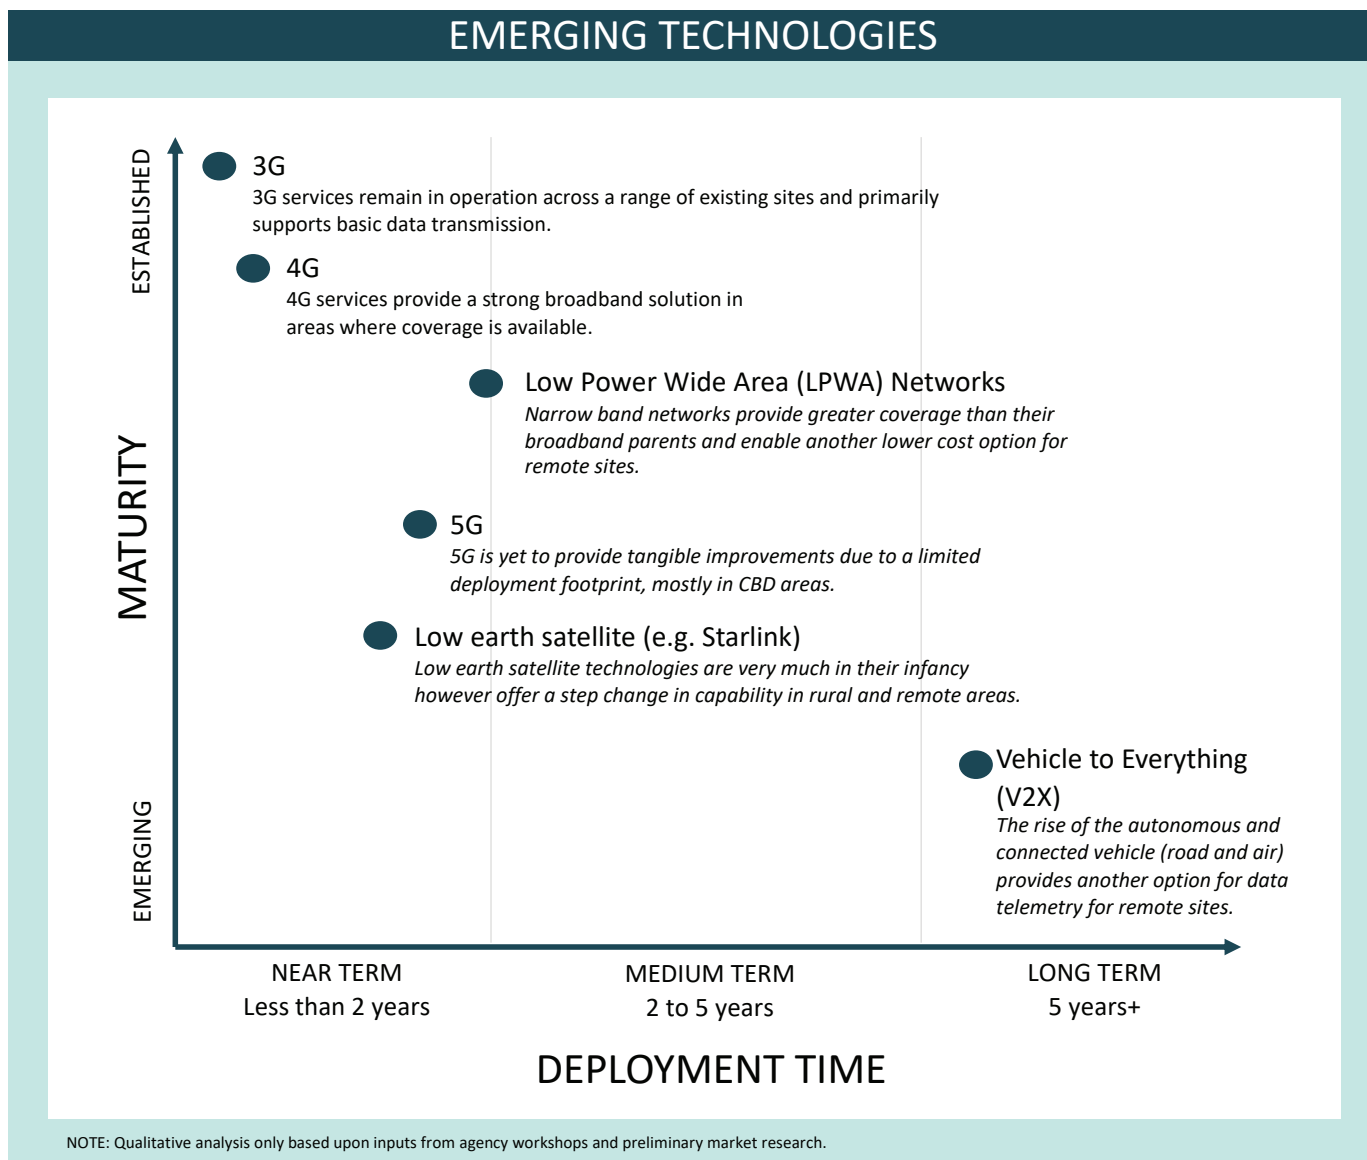 EMERGING TECHNOLOGIES
ESTABLISHED
MATURITY
EMERGING
3G
3G services remain in operation across a range of existing sites and primarily
supports basic data transmission.
4G
4G services provide a strong broadband solution in
areas where coverage is available.
Low Power Wide Area (LPWA) Networks
Narrow band networks provide greater coverage than their
broadband parents and enable another lower cost option for
remote sites.
5G
5G is yet to provide tangible improvements due to a limited
deployment footprint, mostly in CBD areas.
Low earth satellite (e.g. Starlink)
Low earth satellite technologies are very much in their infancy
however offer a step change in capability in rural and remote areas.
Vehicle to Everything
(V2X)
The rise of the autonomous and
connected vehicle (road and air)
provides another option for data
telemetry for remote sites.
NEAR TERM
Less than 2 years
MEDIUM TERM
2 to 5 years
LONG TERM
5 years+
DEPLOYMENT TIME
NOTE: Qualitative analysis only based upon inputs from agency workshops and preliminary market research.